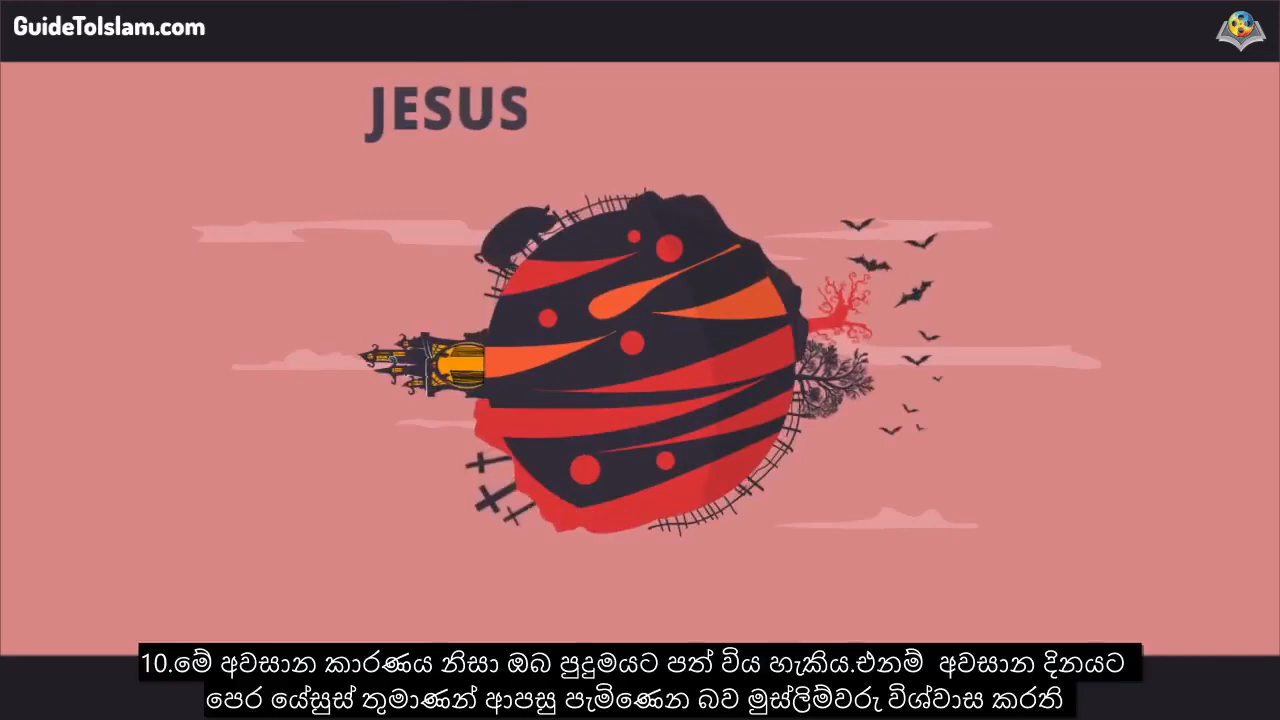 GuideToIslam.com
JESUS
10.මේ අවසාන කාරණය නිසා ඔබ පුදුමයට පත් විය හැකිය.එනම්  අවසාන දිනයට
පෙර යේසුස් තුමාණන් ආපසු පැමිණෙන බව මුස්ලිම්වරු විශ්වාස කරති